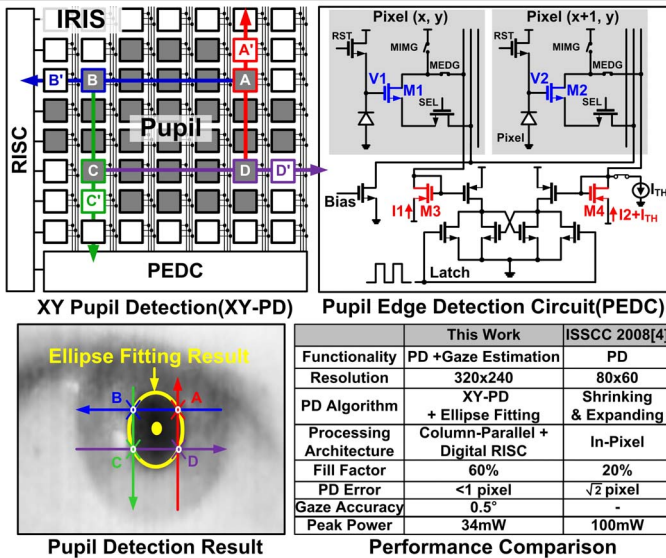 IRIS
A'
B'
B
A
Pupil
RISC
C
D
D'
C'
PEDC
XY Pupil Detection(XY-PD)
Pixel (x, y)
Pixel (x+1, y)
RST
MIMG
RST
MIMG
MEDG
MEDG
V1
M1
V2
M2
SEL
SEL
Pixel
Bias
I1
M3
M4
ITH
I2+ITH
Latch
Pupil Edge Detection Circuit(PEDC)
Ellipse Fitting Result
B
A
C
D
Pupil Detection Result
This Work ISSCC 2008[4]
Functionality PD +Gaze Estimation PD
Resolution 320x240 80x60
PD Algorithm XY-PD Shrinking
+ Ellipse Fitting & Expanding
Processing Column-Parallel + In-Pixel
Architecture Digital RISC
Fill Factor 60% 20%
PD Error <1 pixel √2 pixel
Gaze Accuracy 0.5° -
Peak Power 34mW 100mW
Performance Comparison